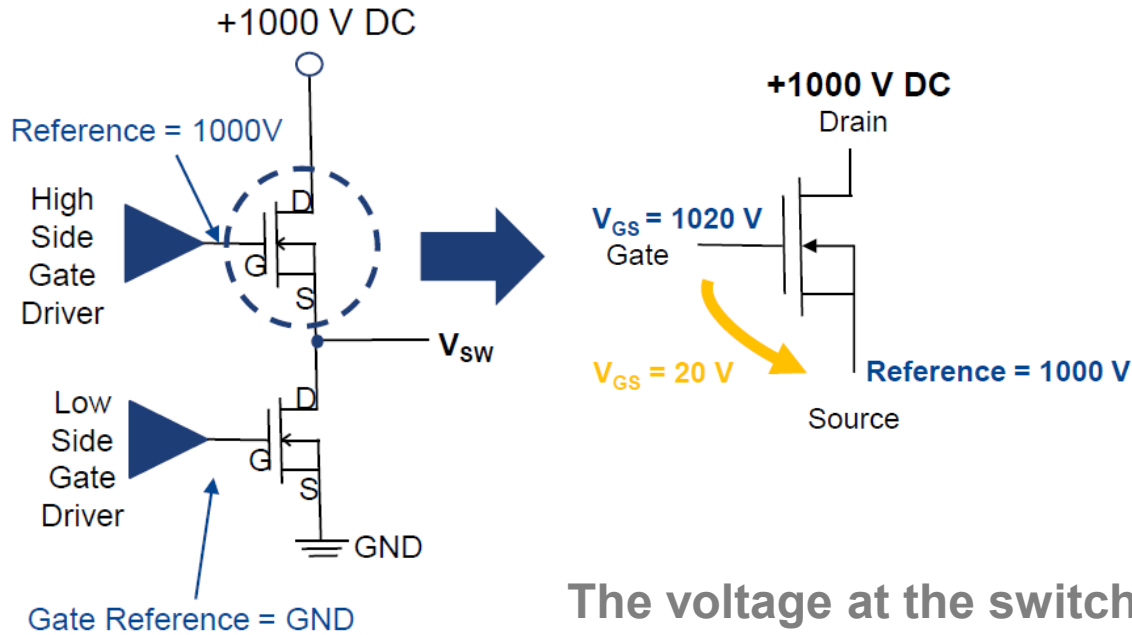 +1000 V DC
Reference = 1000V
High
Side
Gate
Driver
D
G
S
V_SW
Low
Side
Gate
Driver
D
G
S
GND
Gate Reference = GND
+1000 V DC
Drain
V_GS = 1020 V
Gate
V_GS = 20 V
Reference = 1000 V
Source
The voltage at the switch